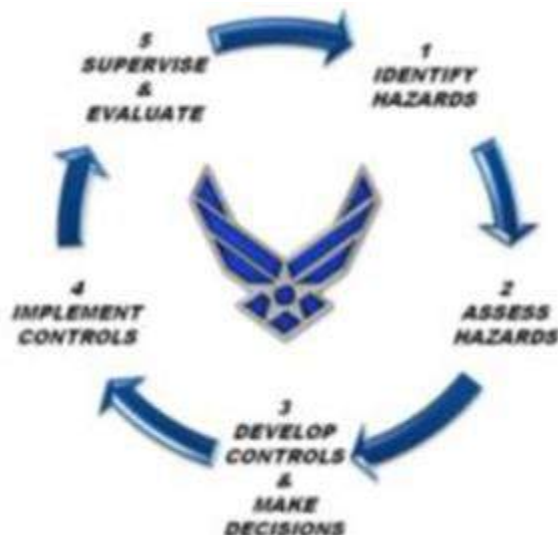 1
IDENTIFY
HAZARDS
2
ASSESS
HAZARDS
3
DEVELOP
CONTROLS
&
MAKE
DECISIONS
4
IMPLEMENT
CONTROLS
5
SUPERVISE
&
EVALUATE